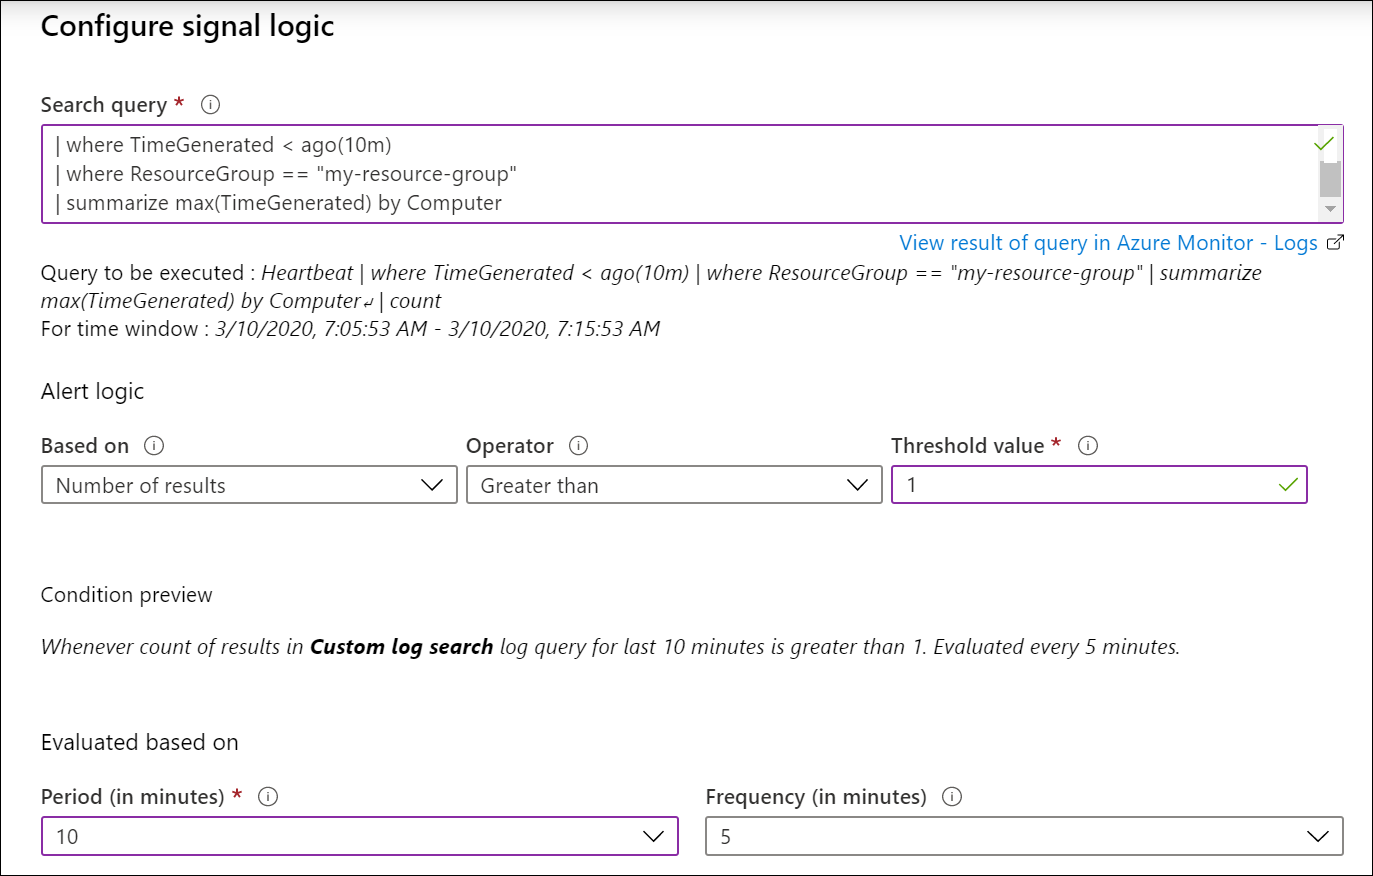 Configure signal logic
Search query *
| where TimeGenerated < ago(10m)
| where ResourceGroup == "my-resource-group"
| summarize max(TimeGenerated) by Computer
View result of query in Azure Monitor - Logs
Query to be executed : Heartbeat | where TimeGenerated < ago(10m) | where ResourceGroup == "my-resource-group" | summarize
max(TimeGenerated) by Computer↲ | count
For time window : 3/10/2020, 7:05:53 AM - 3/10/2020, 7:15:53 AM
Alert logic
Based on Operator Threshold value *
Number of results Greater than 1
Condition preview
Whenever count of results in Custom log search log query for last 10 minutes is greater than 1. Evaluated every 5 minutes.
Evaluated based on
Period (in minutes) * Frequency (in minutes)
10 5